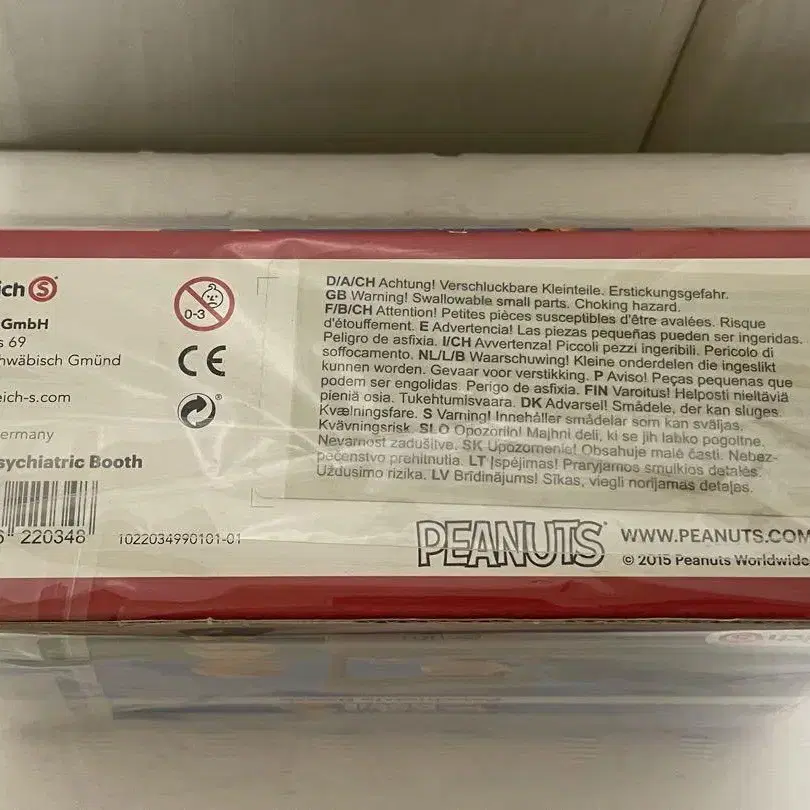 ich S
GmbH
s 69
hwäbisch Gmünd
eich-s.com
Germany
sychiatric Booth
220348
1022034990101-01
0-3
CE
D/A/CH Achtung! Verschluckbare Kleinteile. Erstickungsgefahr.
GB Warning! Swallowable small parts. Choking hazard.
F/B/CH Attention! Petites pièces susceptibles d'être avalées. Risque
d'étouffement. E Advertencia! Las piezas pequeñas pueden ser ingeridas.
Peligro de asfixia. I/CH Avvertenza! Piccoli pezzi ingeribili. Pericolo di
soffocamento. NL/L/B Waarschuwing! Kleine onderdelen die ingeslikt
kunnen worden. Gevaar voor verstikking. P Aviso! Peças pequenas que
podem ser engolidas. Perigo de asfixia. FIN Varoitus! Helposti nieltäviä
pieniä osia. Tukehtumisvaara. DK Advarsel! Smådele, der kan sluges.
Kvælningsfare. S Varning! Innehåller smådelar som kan sväljas.
Kvävningsrisk. SLO Opozorilo! Majhni deli, ki se jih lahko pogoltne.
Nevarnost zadušitve. SK Upozornenie! Obsahuje malé časti. Nebez-
pečenstvo prehltnutia. LT Įspėjimas! Praryjamos smulkios detalės.
Uždusimo rizika. LV Brīdinājums! Sīkas, viegli norijamas detaļas.
PEANUTS
WWW.PEANUTS.COM
© 2015 Peanuts Worldwide